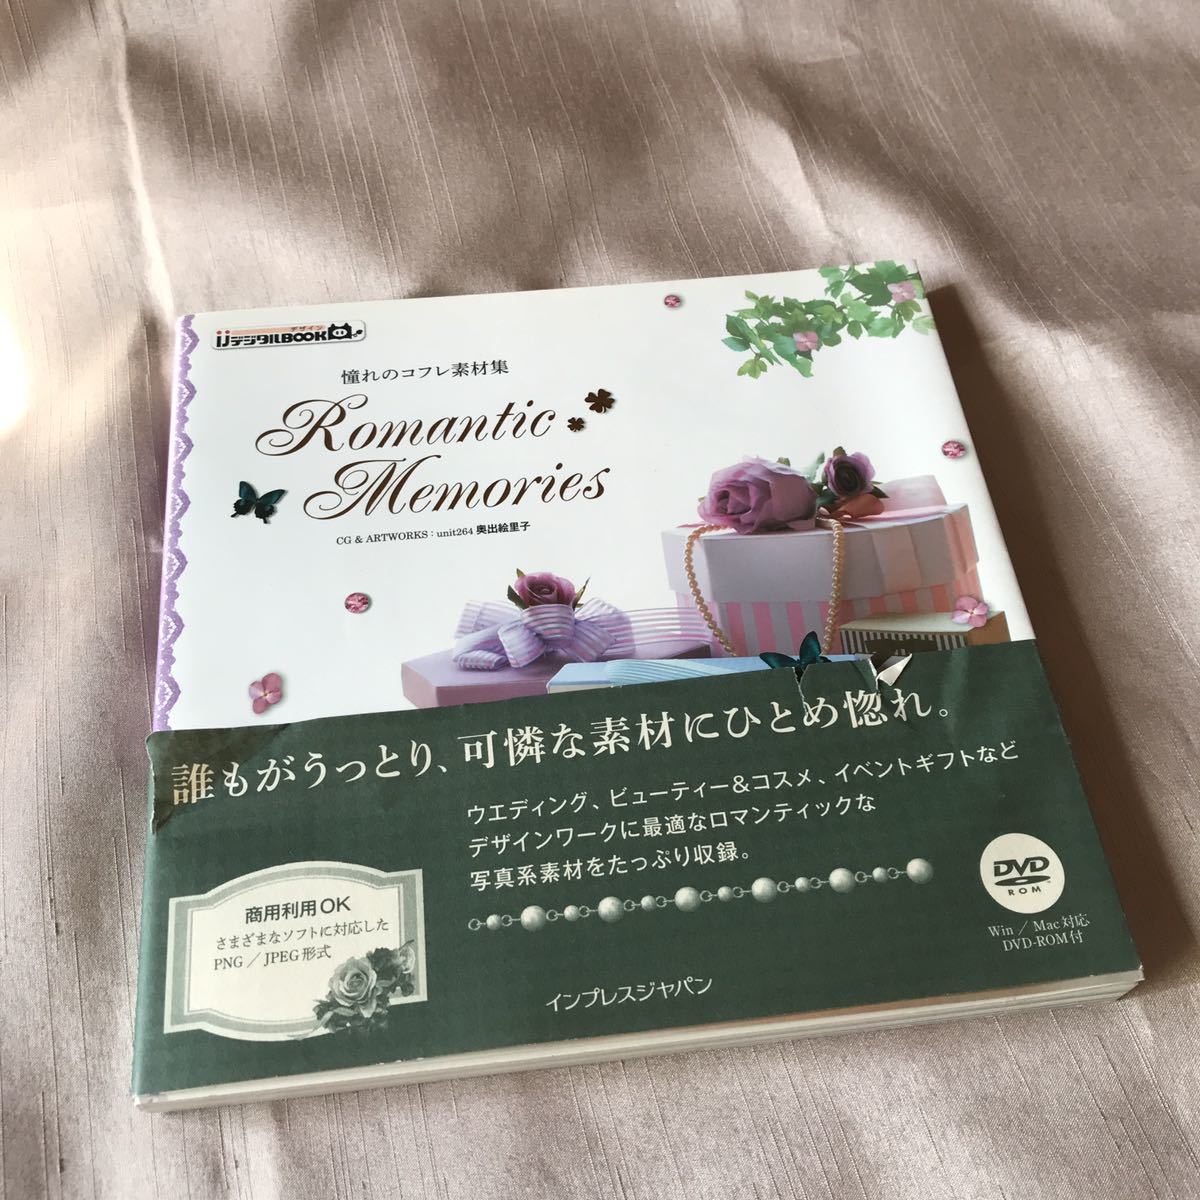 デザイン
ijデジタルBOOK
憧れのコフレ素材集
Romantic
Memories
CG & ARTWORKS : unit264 奥出絵里子
誰もがうっとり、可憐な素材にひとめ惚れ。
ウエディング、ビューティー&コスメ、イベントギフトなど
デザインワークに最適なロマンティックな
写真系素材をたっぷり収録。
商用利用OK
さまざまなソフトに対応した
PNG／JPEG形式
DVD
ROM
Win／Mac対応
DVD-ROM付
インプレスジャパン